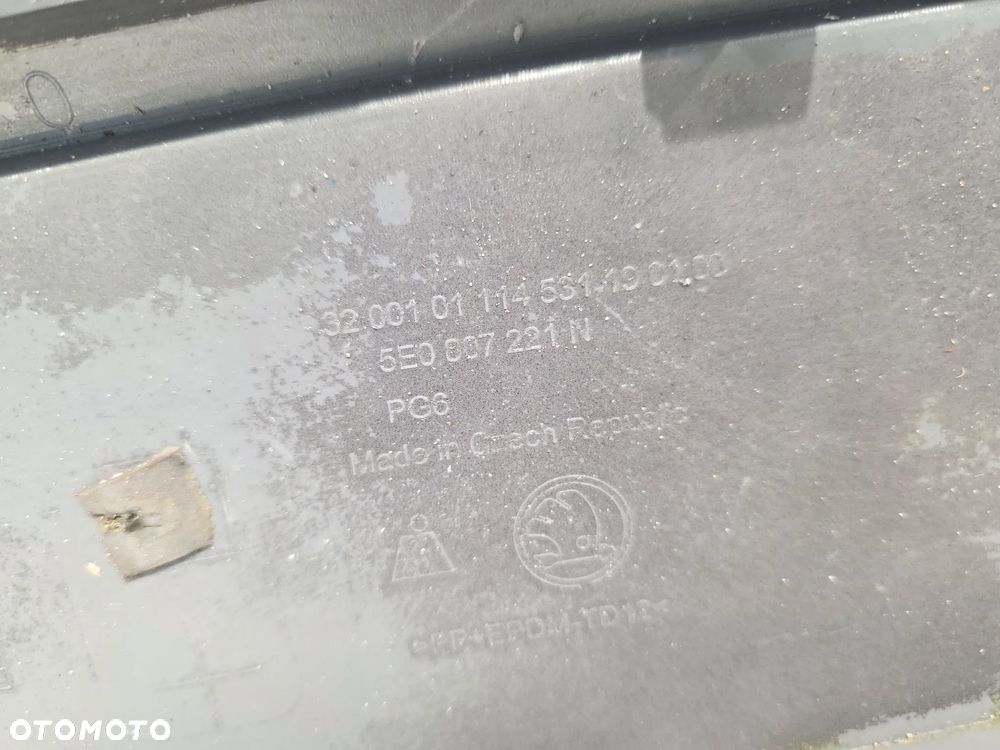 32 001 01 114 531 19 01.00
5E0 807 221 N
PG6
Made in Czech Republic
OTOMOTO